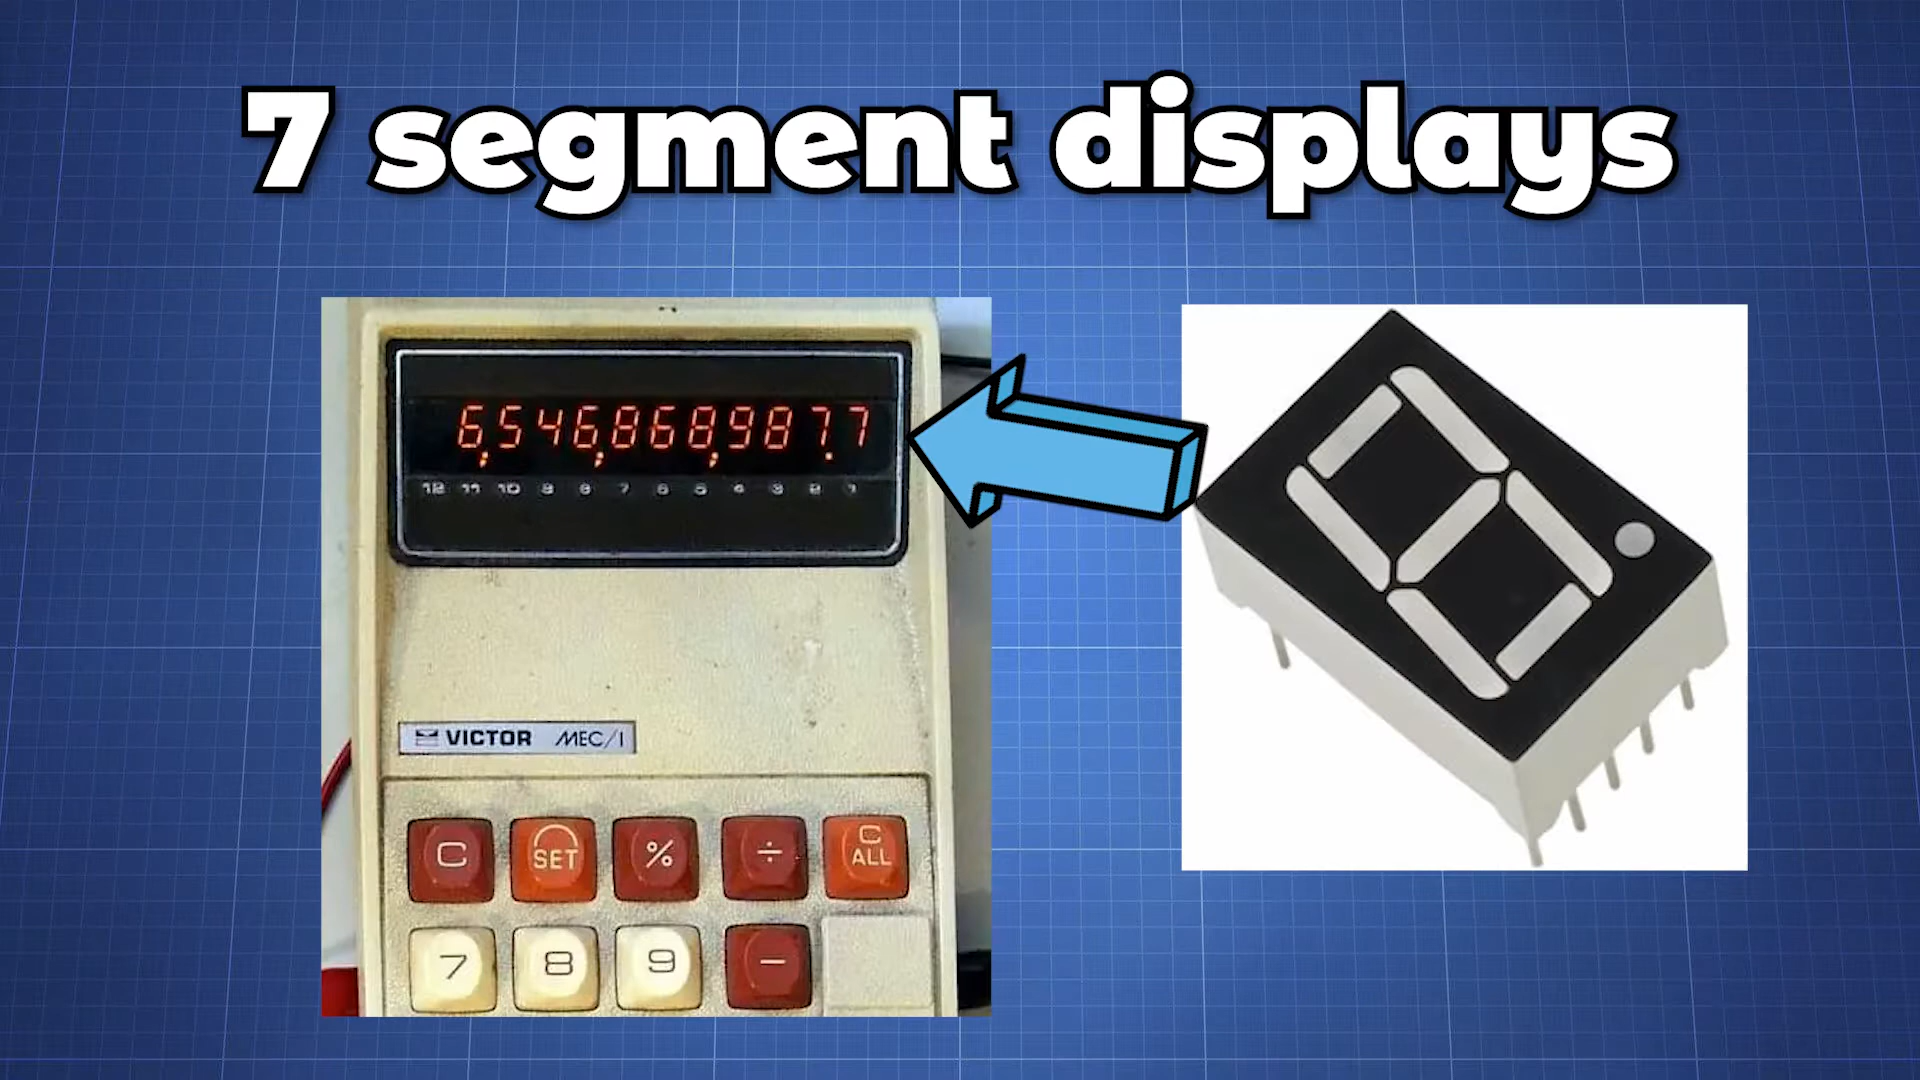 7 segment displays
6,546,868,987.7
12 11 10 9 8 7 6 5 4 3 2 1
VICTOR MEC/I
C SET % ÷ C ALL
7 8 9 −